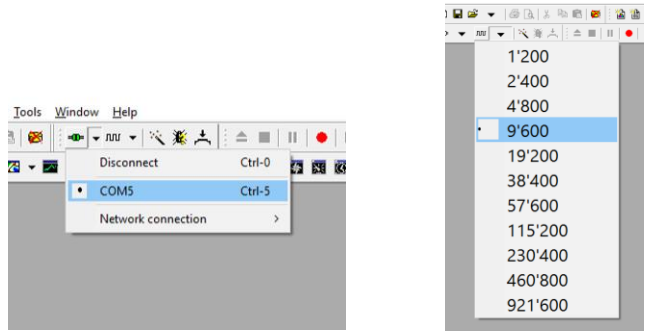 Tools Window Help
Disconnect Ctrl-0
COM5 Ctrl-5
Network connection >
1'200
2'400
4'800
9'600
19'200
38'400
57'600
115'200
230'400
460'800
921'600